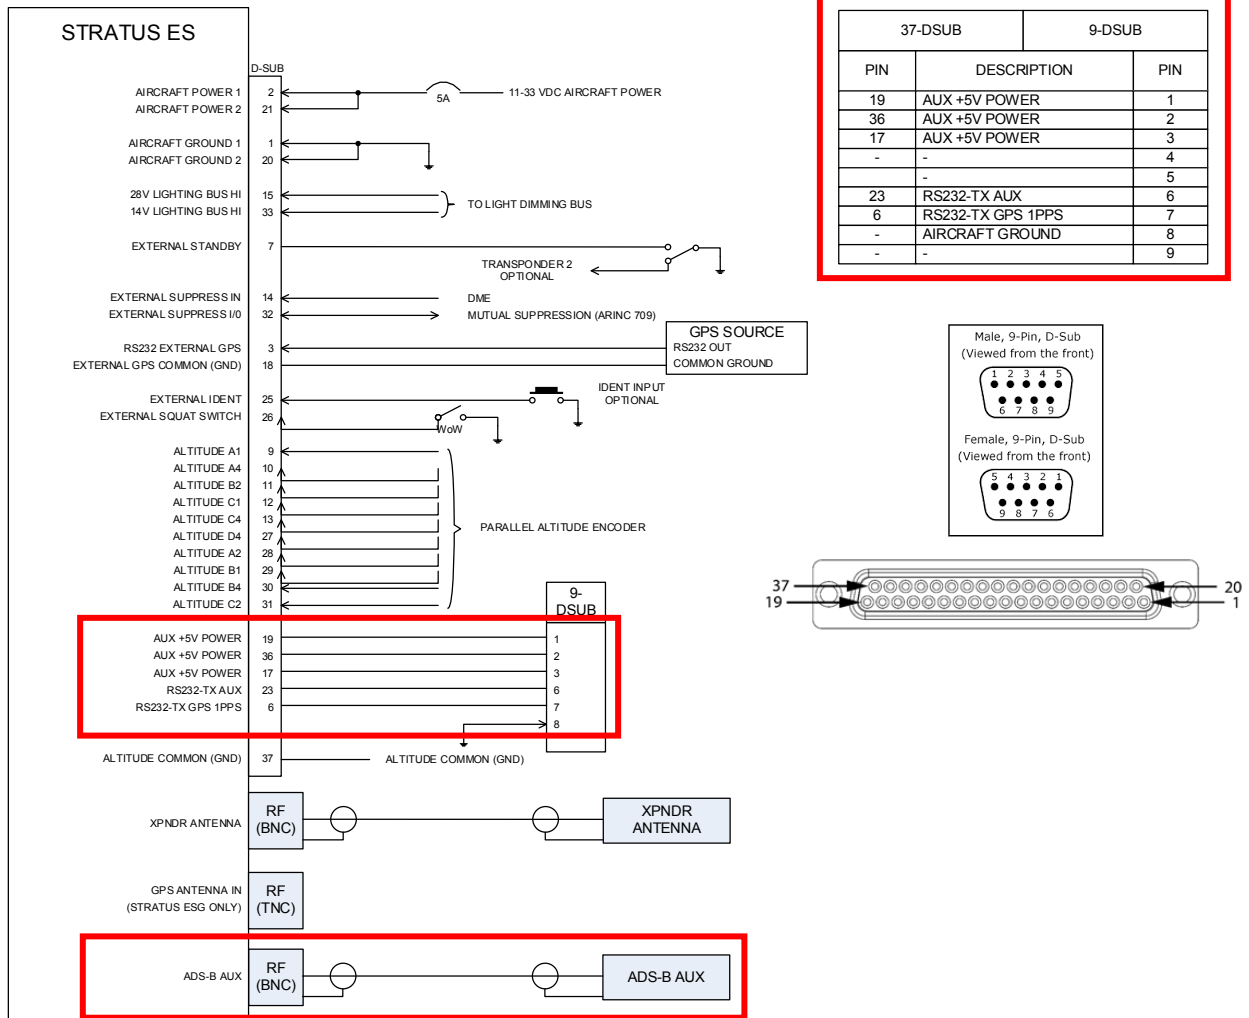 STRATUS ES
D-SUB
AIRCRAFT POWER 1 2 5A 11-33 VDC AIRCRAFT POWER
AIRCRAFT POWER 2 21
AIRCRAFT GROUND 1 1
AIRCRAFT GROUND 2 20
28V LIGHTING BUS HI 15
14V LIGHTING BUS HI 33
TO LIGHT DIMMING BUS
EXTERNAL STANDBY 7
TRANSPONDER 2
OPTIONAL
EXTERNAL SUPPRESS IN 14 DME
EXTERNAL SUPPRESS I/0 32 MUTUAL SUPPRESSION (ARINC 709)
GPS SOURCE
RS232 EXTERNAL GPS 3 RS232 OUT
EXTERNAL GPS COMMON (GND) 18 COMMON GROUND
EXTERNAL IDENT 25
IDENT INPUT
OPTIONAL
EXTERNAL SQUAT SWITCH 26
WoW
ALTITUDE A1 9
ALTITUDE A4 10
ALTITUDE B2 11
ALTITUDE C1 12
ALTITUDE C4 13
ALTITUDE D4 27
ALTITUDE A2 28
ALTITUDE B1 29
ALTITUDE B4 30
ALTITUDE C2 31
PARALLEL ALTITUDE ENCODER
9-
DSUB
AUX +5V POWER 19 1
AUX +5V POWER 36 2
AUX +5V POWER 17 3
RS232-TX AUX 23 6
RS232-TX GPS 1PPS 6 7
8
ALTITUDE COMMON (GND) 37 ALTITUDE COMMON (GND)
XPNDR ANTENNA
RF
(BNC)
XPNDR
ANTENNA
GPS ANTENNA IN
(STRATUS ESG ONLY)
RF
(TNC)
ADS-B AUX
RF
(BNC)
ADS-B AUX
37-DSUB 9-DSUB
PIN DESCRIPTION PIN
19 AUX +5V POWER 1
36 AUX +5V POWER 2
17 AUX +5V POWER 3
- - 4
- 5
23 RS232-TX AUX 6
6 RS232-TX GPS 1PPS 7
- AIRCRAFT GROUND 8
- - 9
Male, 9-Pin, D-Sub
(Viewed from the front)
1 2 3 4 5
6 7 8 9
Female, 9-Pin, D-Sub
(Viewed from the front)
5 4 3 2 1
9 8 7 6
37 20
19 1